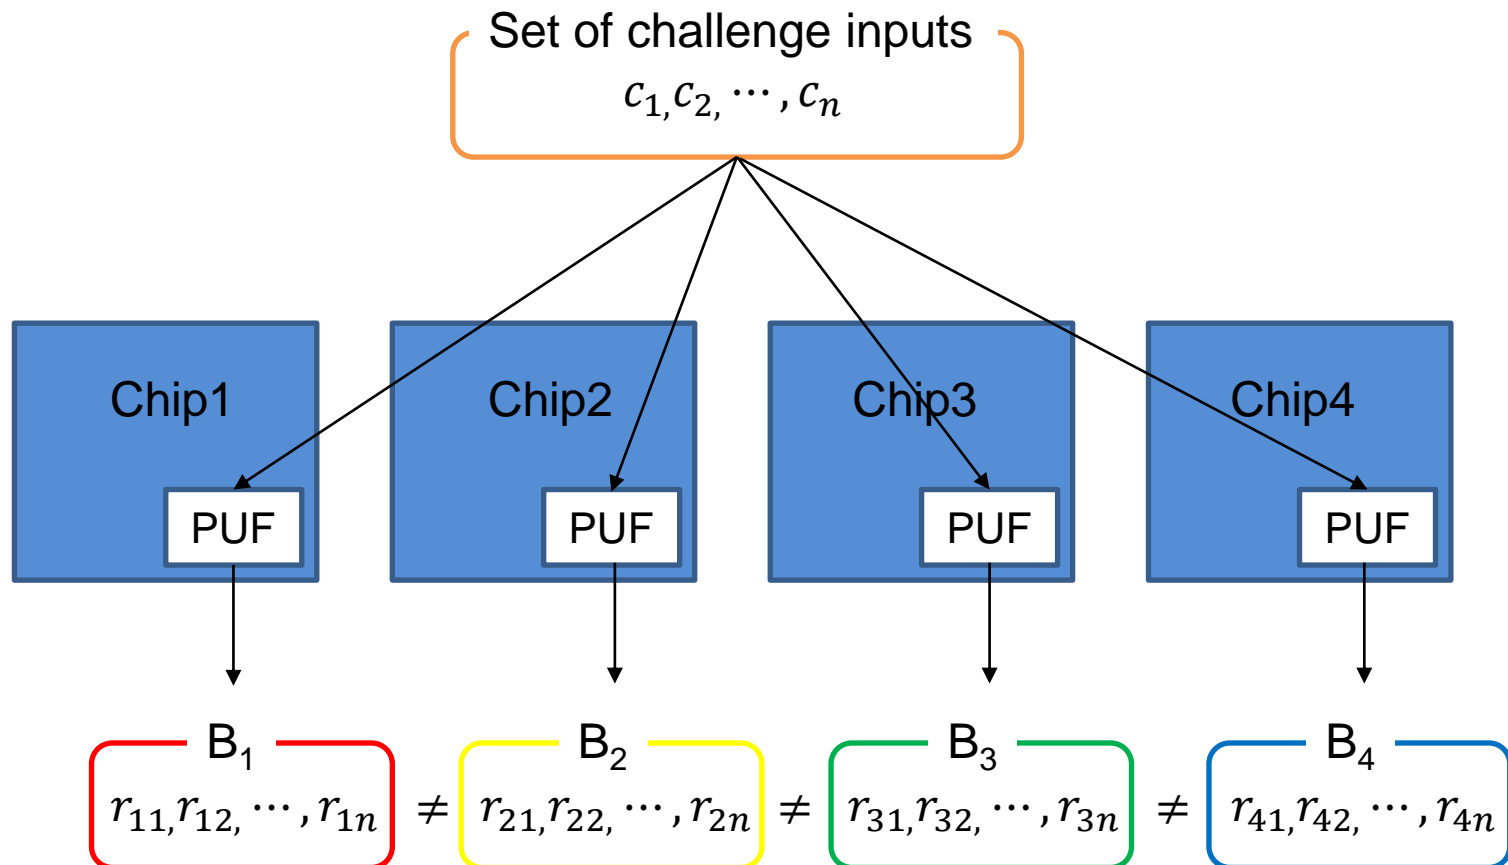 Set of challenge inputs
c₁,c₂, ⋯ , cₙ
Chip1 Chip2 Chip3 Chip4
PUF PUF PUF PUF
B₁ B₂ B₃ B₄
r₁₁,r₁₂, ⋯ , r₁ₙ ≠ r₂₁,r₂₂, ⋯ , r₂ₙ ≠ r₃₁,r₃₂, ⋯ , r₃ₙ ≠ r₄₁,r₄₂, ⋯ , r₄ₙ